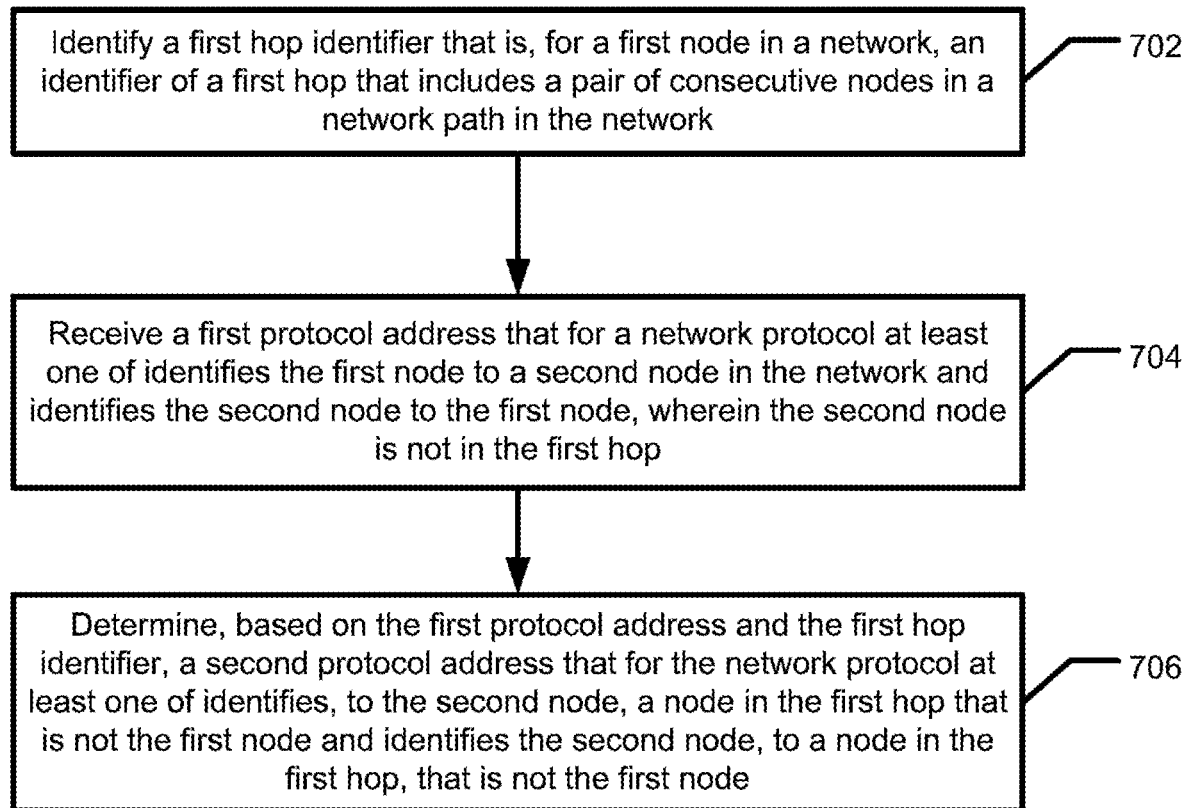 Identify a first hop identifier that is, for a first node in a network, an
identifier of a first hop that includes a pair of consecutive nodes in a
network path in the network
702
Receive a first protocol address that for a network protocol at least
one of identifies the first node to a second node in the network and
identifies the second node to the first node, wherein the second node
is not in the first hop
704
Determine, based on the first protocol address and the first hop
identifier, a second protocol address that for the network protocol at
least one of identifies, to the second node, a node in the first hop that
is not the first node and identifies the second node, to a node in the
first hop, that is not the first node
706